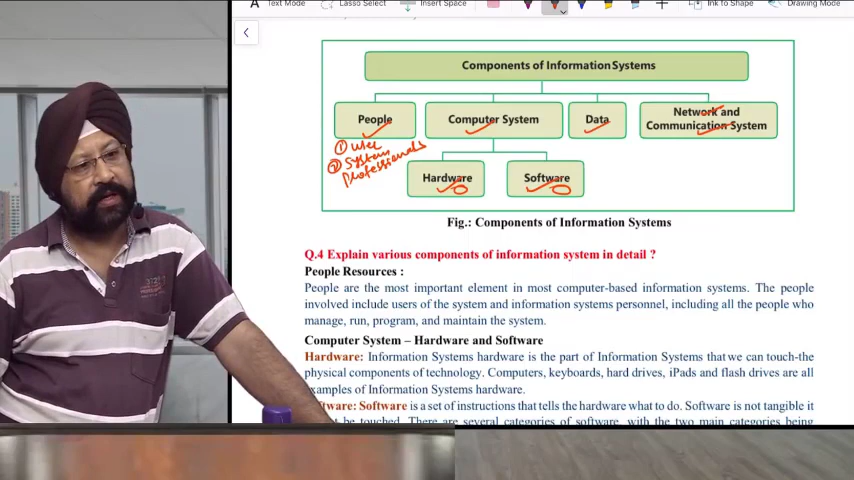 Text Mode
Lasso Select
Insert Space
Ink to Shape
Drawing Mode
Components of Information Systems
People
Computer System
Data
Network and
Communication System
① user
② System
professionals
Hardware
Software
Fig.: Components of Information Systems
Q.4 Explain various components of information system in detail ?
People Resources :
People are the most important element in most computer-based information systems. The people
involved include users of the system and information systems personnel, including all the people who
manage, run, program, and maintain the system.
Computer System – Hardware and Software
Hardware: Information Systems hardware is the part of Information Systems that we can touch-the
physical components of technology. Computers, keyboards, hard drives, iPads and flash drives are all
examples of Information Systems hardware.
ftware: Software is a set of instructions that tells the hardware what to do. Software is not tangible it
t be touched. There are several categories of software, with the two main categories being